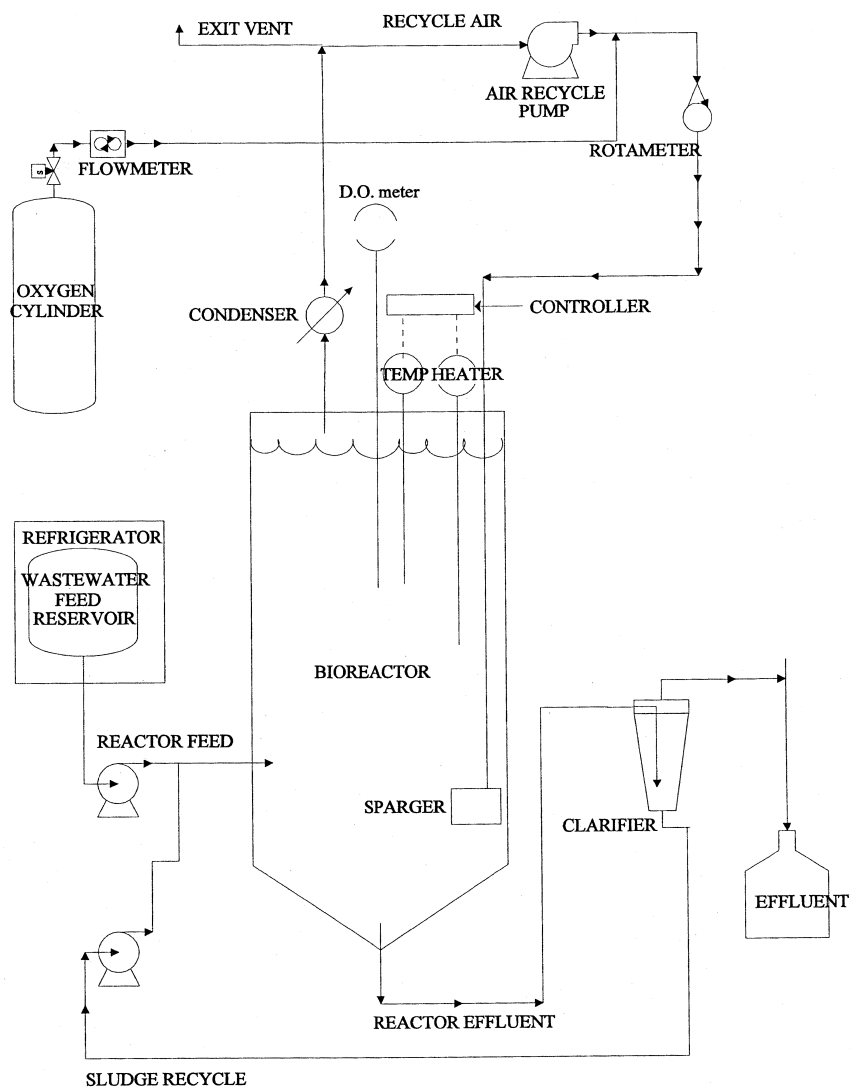 EXIT VENT
RECYCLE AIR
AIR RECYCLE
PUMP
ROTAMETER
FLOWMETER
S
D.O. meter
OXYGEN
CYLINDER
CONDENSER
CONTROLLER
TEMP HEATER
REFRIGERATOR
WASTEWATER
FEED
RESERVOIR
BIOREACTOR
REACTOR FEED
SPARGER
CLARIFIER
EFFLUENT
REACTOR EFFLUENT
SLUDGE RECYCLE